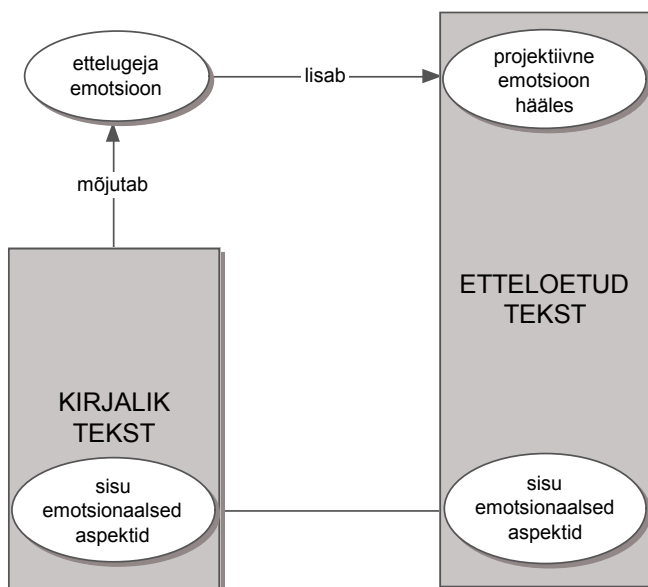 ettelugeja
emotsioon
lisab
projektiivne
emotsioon
hääles
mõjutab
ETTELOETUD
TEKST
KIRJALIK
TEKST
sisu
emotsionaalsed
aspektid
sisu
emotsionaalsed
aspektid